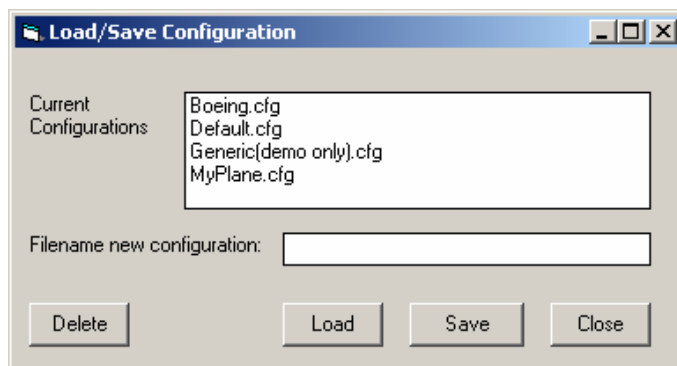 Load/Save Configuration
Current
Configurations
Boeing.cfg
Default.cfg
Generic(demo only).cfg
MyPlane.cfg
Filename new configuration:
Delete
Load
Save
Close